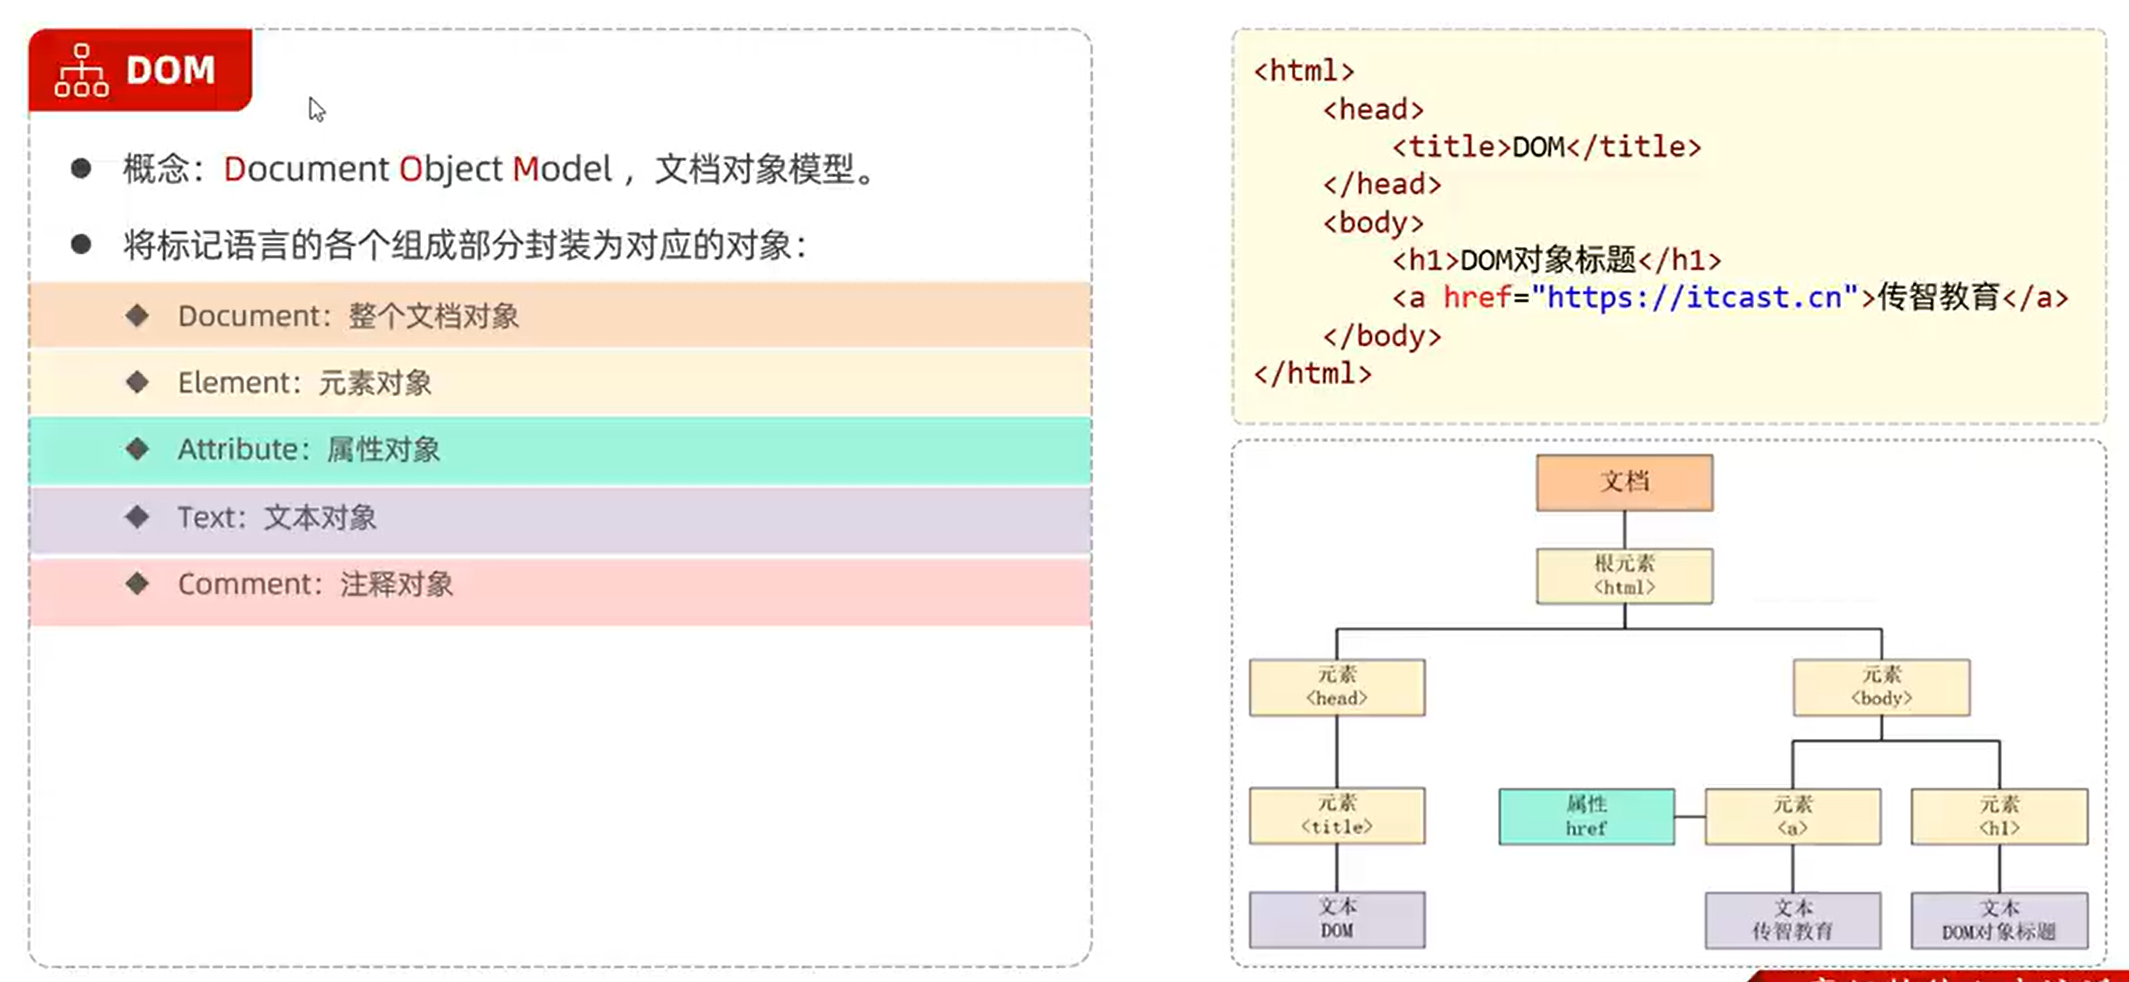 DOM
概念：Document Object Model ，文档对象模型。
将标记语言的各个组成部分封装为对应的对象：
Document：整个文档对象
Element：元素对象
Attribute：属性对象
Text：文本对象
Comment：注释对象
<html>
<head>
<title>DOM</title>
</head>
<body>
<h1>DOM对象标题</h1>
<a href="https://itcast.cn">传智教育</a>
</body>
</html>
文档
根元素
<html>
元素
<head>
元素
<body>
元素
<title>
属性
href
元素
<a>
元素
<h1>
文本
DOM
文本
传智教育
文本
DOM对象标题